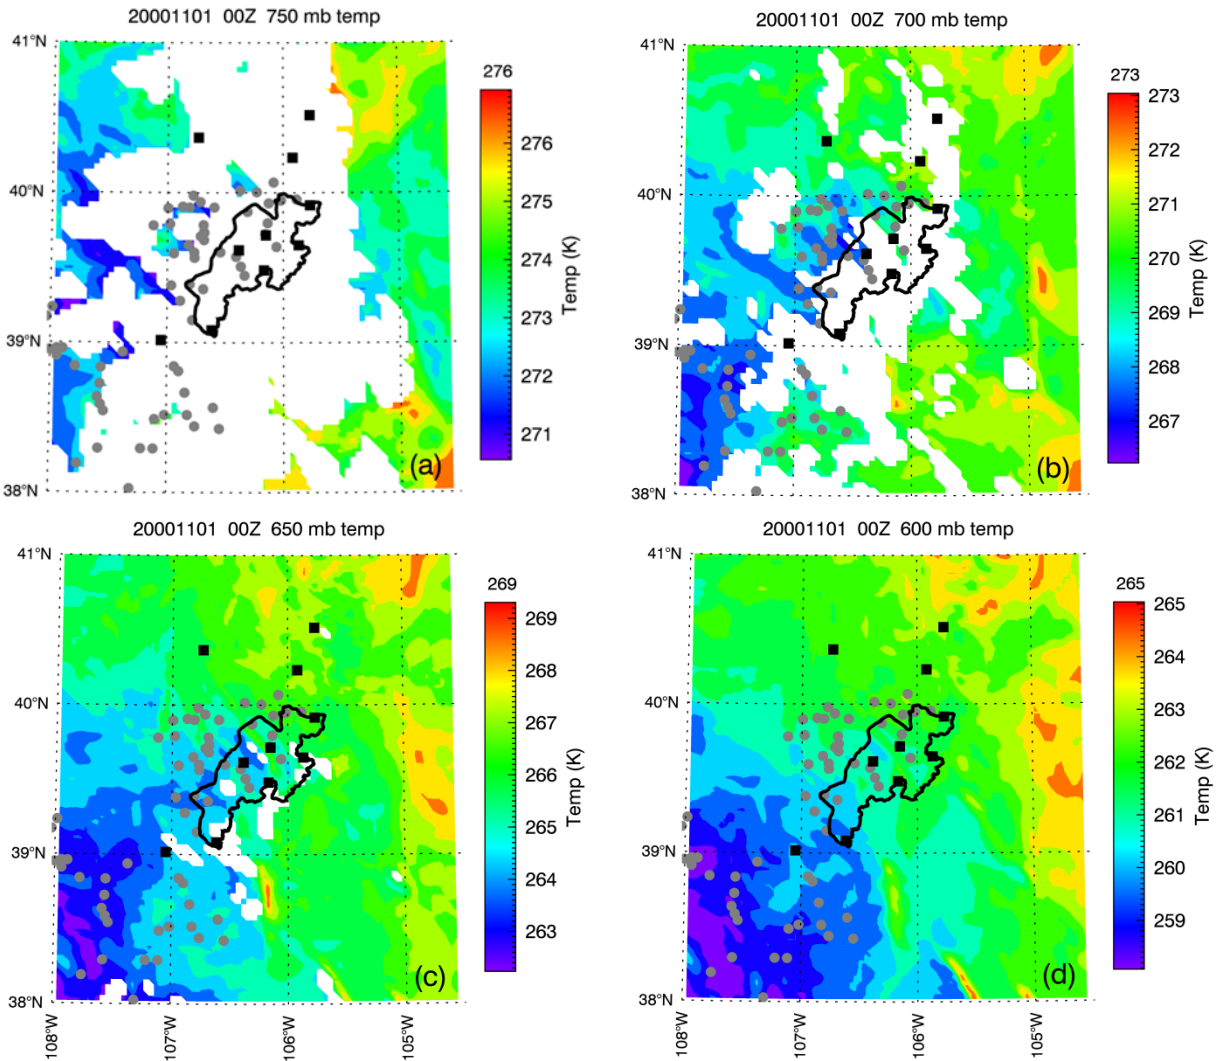 20001101 00Z 750 mb temp
41°N
40°N
39°N
38°N
(a)
276
276
275
274
273
272
271
Temp (K)
20001101 00Z 700 mb temp
41°N
40°N
39°N
38°N
(b)
273
273
272
271
270
269
268
267
Temp (K)
20001101 00Z 650 mb temp
41°N
40°N
39°N
38°N
108°W
107°W
106°W
105°W
(c)
269
269
268
267
266
265
264
263
Temp (K)
20001101 00Z 600 mb temp
41°N
40°N
39°N
38°N
108°W
107°W
106°W
105°W
(d)
265
265
264
263
262
261
260
259
Temp (K)